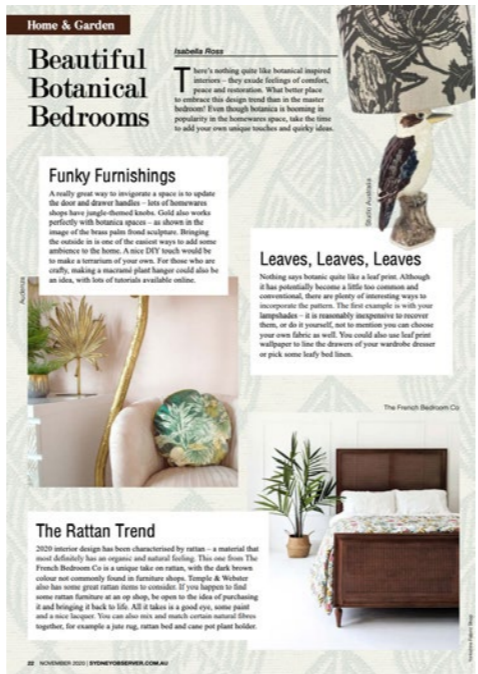 Home & Garden
Beautiful
Botanical
Bedrooms
Isabella Ross
There's nothing quite like botanical inspired
interiors – they exude feelings of comfort,
peace and restoration. What better place
to embrace this design trend than in the master
bedroom? Even though botanica is booming in
popularity in the homewares space, take the time
to add your own unique touches and quirky ideas.
Static Australia
Funky Furnishings
A really great way to invigorate a space is to update
the door and drawer handles – lots of homewares
shops have jungle-themed knobs. Gold also works
perfectly with botanica spaces – as shown in the
image of the brass palm frond sculpture. Bringing
the outside in is one of the easiest ways to add some
ambience to the home. A nice DIY touch would be
to make a terrarium of your own. For those who are
crafty, making a macramé plant hanger could also be
an idea, with lots of tutorials available online.
Audenza
Leaves, Leaves, Leaves
Nothing says botanic quite like a leaf print. Although
it has potentially become a little too common and
conventional, there are plenty of interesting ways to
incorporate the pattern. The first example is with your
lampshades – it is reasonably inexpensive to recover
them, or do it yourself, not to mention you can choose
your own fabric as well. You could also use leaf print
wallpaper to line the drawers of your wardrobe dresser
or pick some leafy bed linen.
The French Bedroom Co
The Rattan Trend
2020 interior design has been characterised by rattan – a material that
most definitely has an organic and natural feeling. This one from The
French Bedroom Co is a unique take on rattan, with the dark brown
colour not commonly found in furniture shops. Temple & Webster
also has some great rattan items to consider. If you happen to find
some rattan furniture at an op shop, be open to the idea of purchasing
it and bringing it back to life. All it takes is a good eye, some paint
and a nice lacquer. You can also mix and match certain natural fibres
together, for example a jute rug, rattan bed and cane pot plant holder.
Yorkshire Fabric Shop
22 NOVEMBER 2020 | SYDNEYOBSERVER.COM.AU